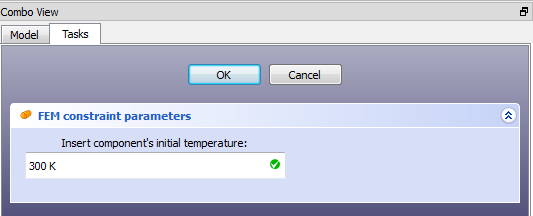 Combo View
Model Tasks
OK Cancel
FEM constraint parameters
Insert component's initial temperature:
300 K